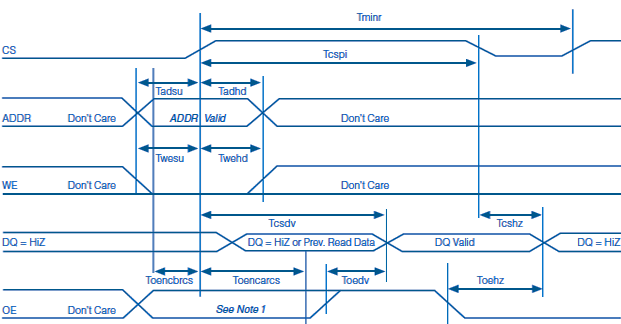 Tminr
CS
Tcspi
Tadsu Tadhd
ADDR Don't Care ADDR Valid Don't Care
Twesu Twehd
WE Don't Care Don't Care
Tcsdv Tcshz
DQ = HiZ DQ = HiZ or Prev. Read Data DQ Valid DQ = HiZ
Toencbrcs Toencarcs Toedv Toehz
OE Don't Care See Note 1